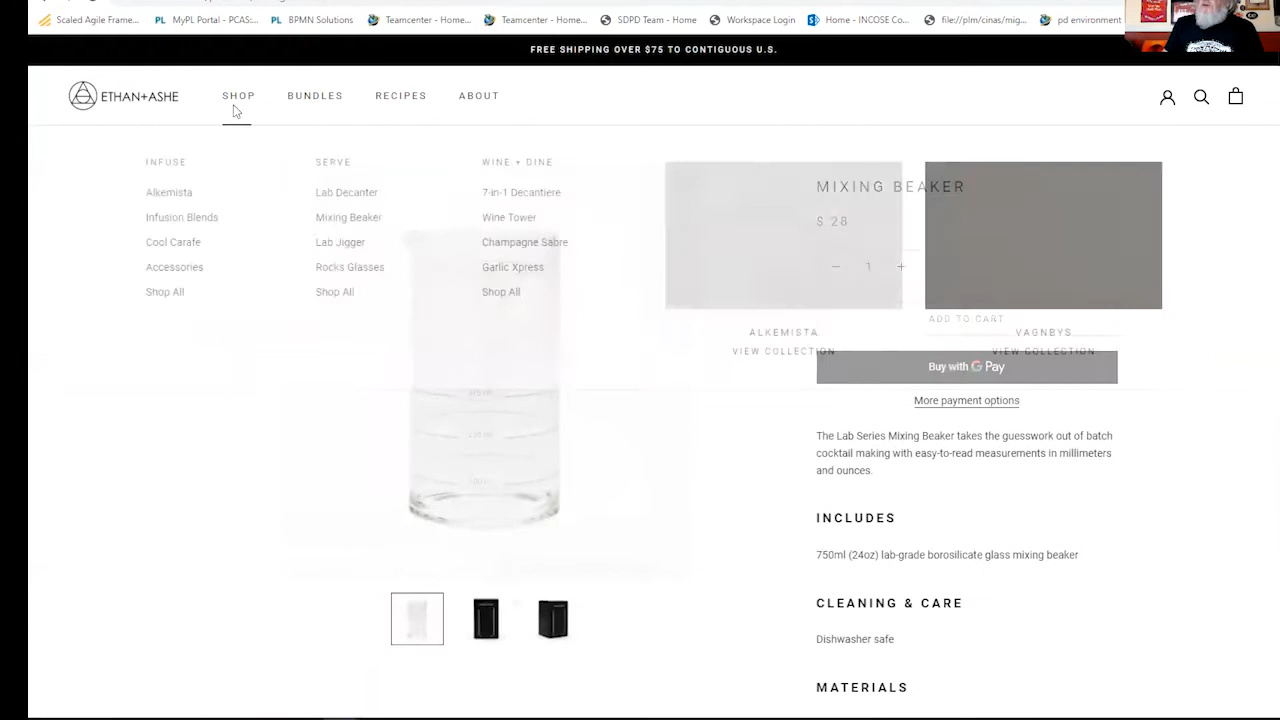 Scaled Agile Frame...
MyPL Portal - PCAS:...
BPMN Solutions
Teamcenter - Home...
Teamcenter - Home...
SDPD Team - Home
Workspace Login
Home - INCOSE Co...
file://plm/cinas/mig...
pd environment
FREE SHIPPING OVER $75 TO CONTIGUOUS U.S.
ETHAN+ASHE
SHOP
BUNDLES
RECIPES
ABOUT
INFUSE
Alkemista
Infusion Blends
Cool Carafe
Accessories
Shop All
SERVE
Lab Decanter
Mixing Beaker
Lab Jigger
Rocks Glasses
Shop All
WINE + DINE
7-in-1 Decantiere
Wine Tower
Champagne Sabre
Garlic Xpress
Shop All
ALKEMISTA
VIEW COLLECTION
VAGNBYS
VIEW COLLECTION
MIXING BEAKER
$ 28
− 1 +
ADD TO CART
Buy with G Pay
More payment options
The Lab Series Mixing Beaker takes the guesswork out of batch
cocktail making with easy-to-read measurements in millimeters
and ounces.
INCLUDES
750ml (24oz) lab-grade borosilicate glass mixing beaker
CLEANING & CARE
Dishwasher safe
MATERIALS